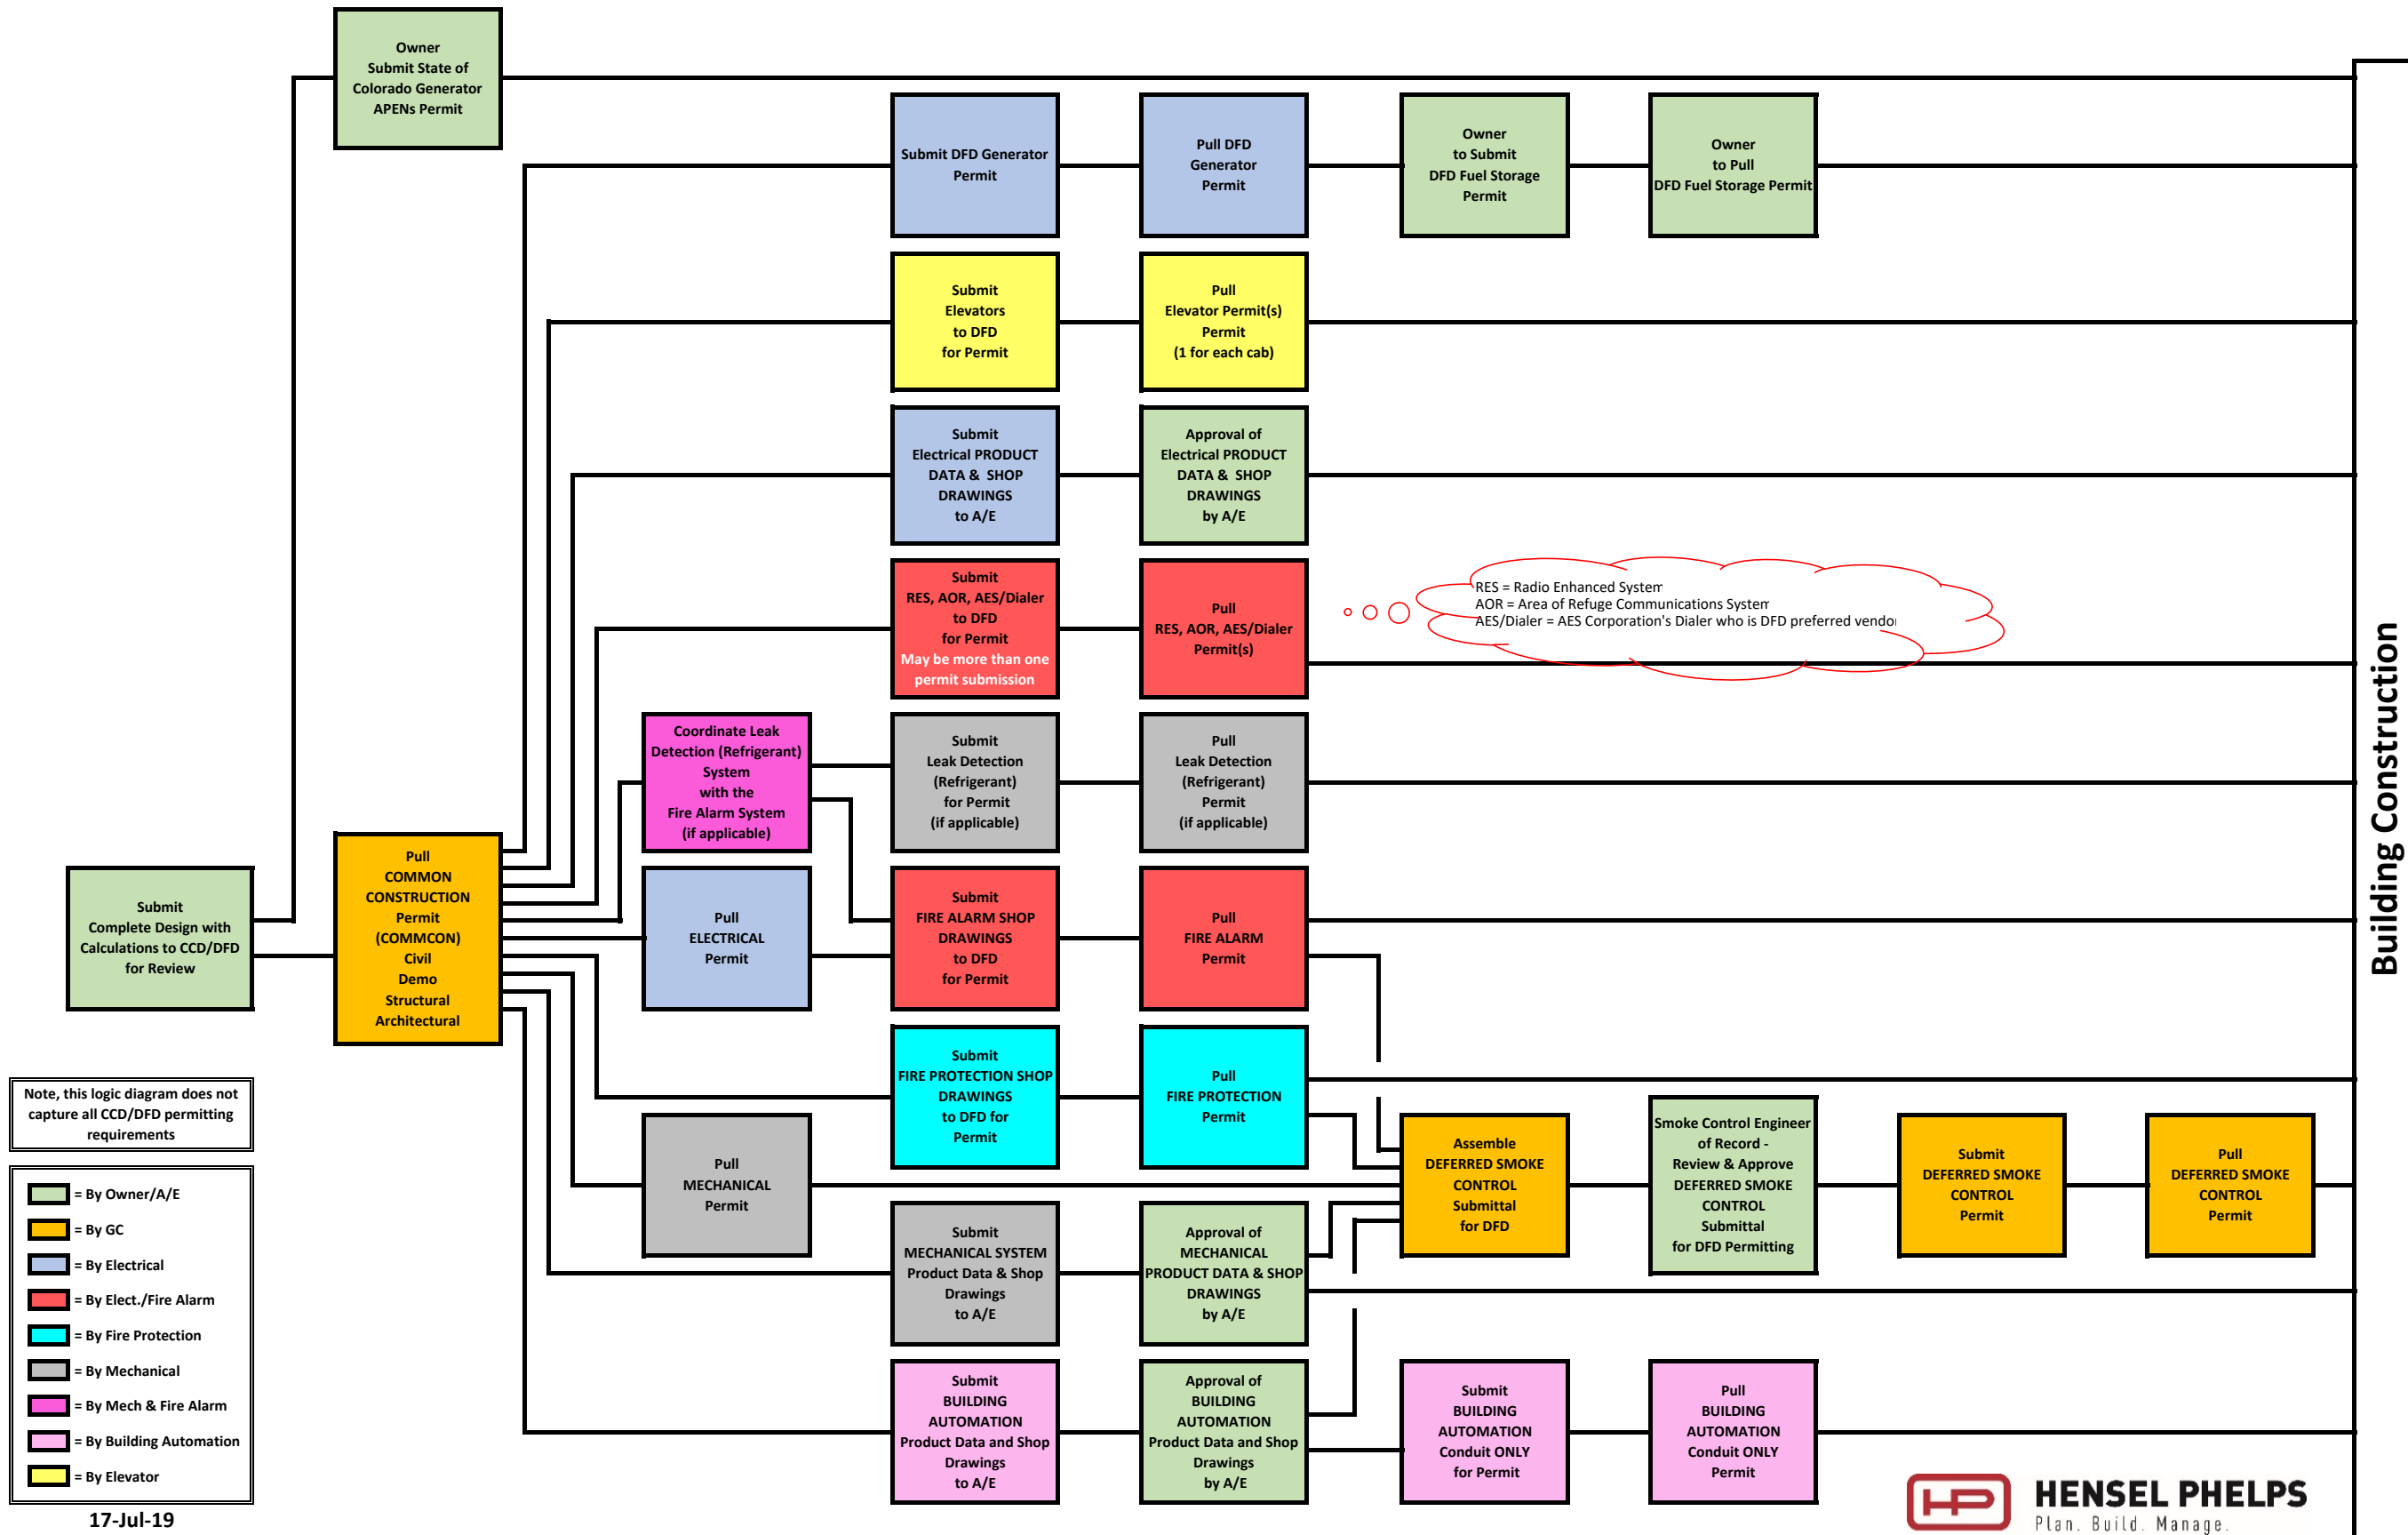 Owner
Submit State of
Colorado Generator
APENs Permit
Submit DFD Generator
Permit
Pull DFD
Generator
Permit
Owner
to Submit
DFD Fuel Storage
Permit
Owner
to Pull
DFD Fuel Storage Permit
Submit
Elevators
to DFD
for Permit
Pull
Elevator Permit(s)
Permit
(1 for each cab)
Submit
Electrical PRODUCT
DATA & SHOP
DRAWINGS
to A/E
Approval of
Electrical PRODUCT
DATA & SHOP
DRAWINGS
by A/E
Submit
RES, AOR, AES/Dialer
to DFD
for Permit
May be more than one
permit submission
Pull
RES, AOR, AES/Dialer
Permit(s)
RES = Radio Enhanced System
AOR = Area of Refuge Communications System
AES/Dialer = AES Corporation's Dialer who is DFD preferred vendor
Coordinate Leak
Detection (Refrigerant)
System
with the
Fire Alarm System
(if applicable)
Submit
Leak Detection
(Refrigerant)
for Permit
(if applicable)
Pull
Leak Detection
(Refrigerant)
Permit
(if applicable)
Building Construction
Submit
Complete Design with
Calculations to CCD/DFD
for Review
Pull
COMMON
CONSTRUCTION
Permit
(COMMCON)
Civil
Demo
Structural
Architectural
Pull
ELECTRICAL
Permit
Submit
FIRE ALARM SHOP
DRAWINGS
to DFD
for Permit
Pull
FIRE ALARM
Permit
Submit
FIRE PROTECTION SHOP
DRAWINGS
to DFD for
Permit
Pull
FIRE PROTECTION
Permit
Pull
MECHANICAL
Permit
Assemble
DEFERRED SMOKE
CONTROL
Submittal
for DFD
Smoke Control Engineer
of Record -
Review & Approve
DEFERRED SMOKE
CONTROL
Submittal
for DFD Permitting
Submit
DEFERRED SMOKE
CONTROL
Permit
Pull
DEFERRED SMOKE
CONTROL
Permit
Submit
MECHANICAL SYSTEM
Product Data & Shop
Drawings
to A/E
Approval of
MECHANICAL
PRODUCT DATA & SHOP
DRAWINGS
by A/E
Submit
BUILDING
AUTOMATION
Product Data and Shop
Drawings
to A/E
Approval of
BUILDING
AUTOMATION
Product Data and Shop
Drawings
by A/E
Submit
BUILDING
AUTOMATION
Conduit ONLY
for Permit
Pull
BUILDING
AUTOMATION
Conduit ONLY
Permit
Note, this logic diagram does not
capture all CCD/DFD permitting
requirements
= By Owner/A/E
= By GC
= By Electrical
= By Elect./Fire Alarm
= By Fire Protection
= By Mechanical
= By Mech & Fire Alarm
= By Building Automation
= By Elevator
17-Jul-19
HP
HENSEL PHELPS
Plan. Build. Manage.